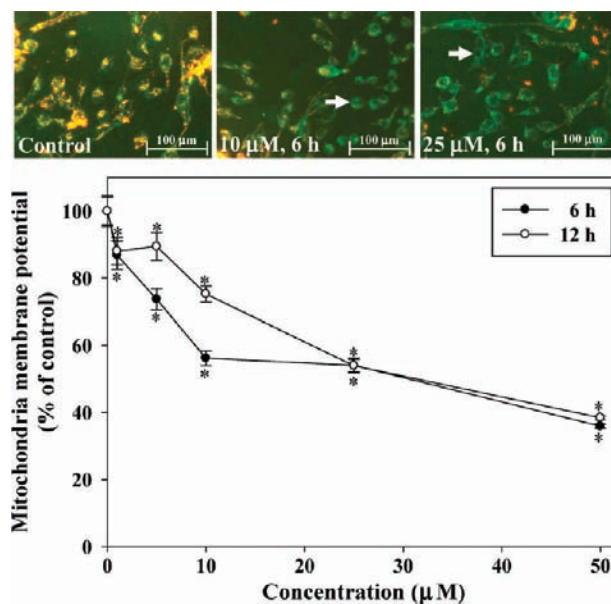 Control
100 µm
10 µM, 6 h
100 µm
25 µM, 6 h
100 µm
Mitochondria membrane potential
(% of control)
100
80
60
40
20
0
6 h
12 h
*
*
*
*
*
*
*
*
*
*
0
10
20
30
40
50
Concentration (µM)